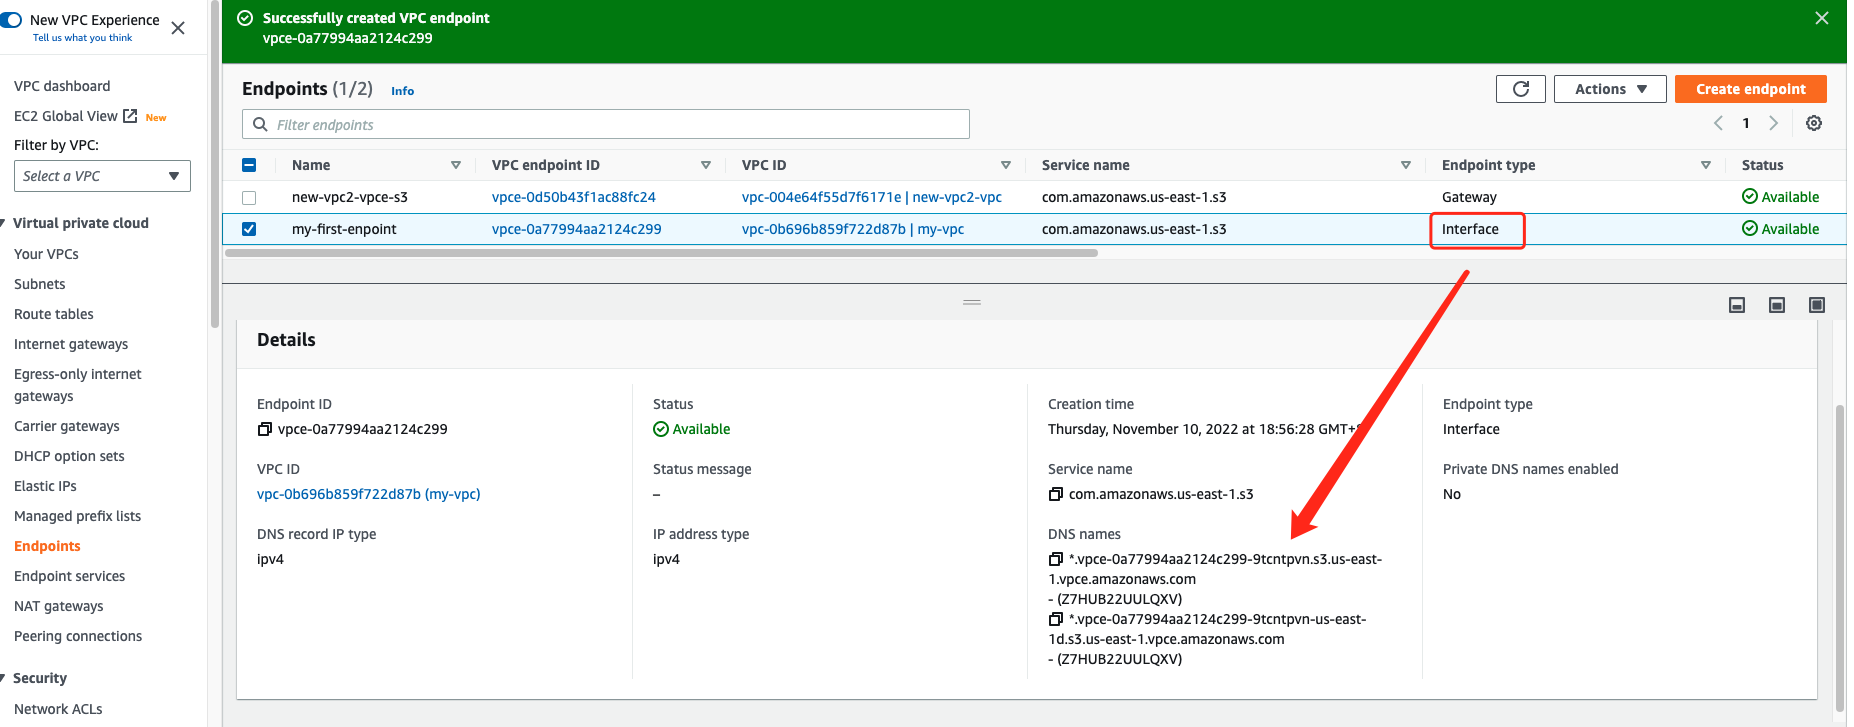 New VPC Experience
Tell us what you think
VPC dashboard
EC2 Global View New
Filter by VPC:
Select a VPC
Virtual private cloud
Your VPCs
Subnets
Route tables
Internet gateways
Egress-only internet
gateways
Carrier gateways
DHCP option sets
Elastic IPs
Managed prefix lists
Endpoints
Endpoint services
NAT gateways
Peering connections
Security
Network ACLs
Successfully created VPC endpoint
vpce-0a77994aa2124c299
Endpoints (1/2) Info
Actions
Create endpoint
Filter endpoints
1
Name VPC endpoint ID VPC ID Service name Endpoint type Status
new-vpc2-vpce-s3 vpce-0d50b43f1ac88fc24 vpc-004e64f55d7f6171e | new-vpc2-vpc com.amazonaws.us-east-1.s3 Gateway Available
my-first-enpoint vpce-0a77994aa2124c299 vpc-0b696b859f722d87b | my-vpc com.amazonaws.us-east-1.s3 Interface Available
Details
Endpoint ID
vpce-0a77994aa2124c299
VPC ID
vpc-0b696b859f722d87b (my-vpc)
DNS record IP type
ipv4
Status
Available
Status message
–
IP address type
ipv4
Creation time
Thursday, November 10, 2022 at 18:56:28
Service name
com.amazonaws.us-east-1.s3
DNS names
*.vpce-0a77994aa2124c299-9tcntpvn.s3.us-east-
1.vpce.amazonaws.com
- (Z7HUB22UULQXV)
*.vpce-0a77994aa2124c299-9tcntpvn-us-east-
1d.s3.us-east-1.vpce.amazonaws.com
- (Z7HUB22UULQXV)
Endpoint type
Interface
Private DNS names enabled
No